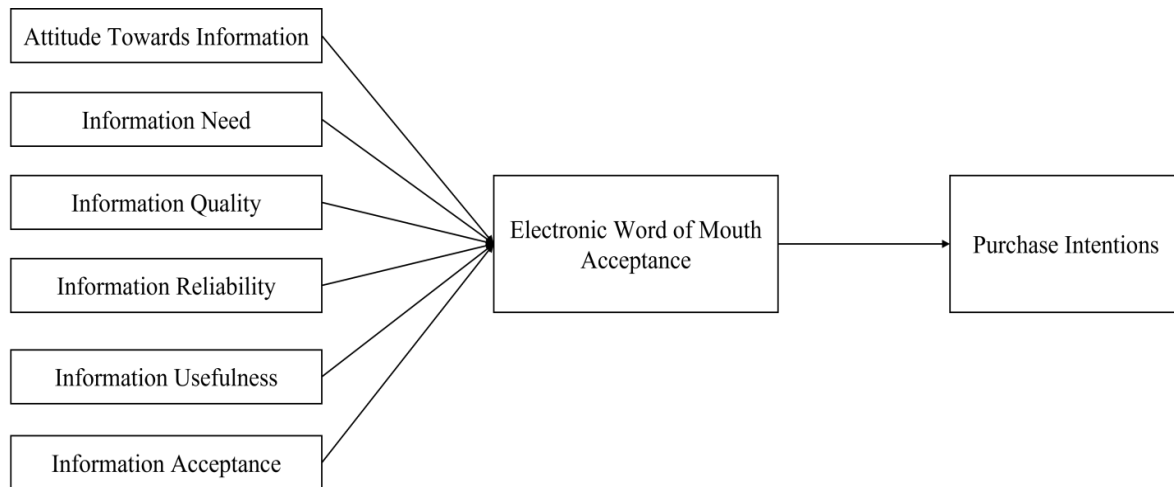 Attitude Towards Information
Information Need
Information Quality
Information Reliability
Information Usefulness
Information Acceptance
Electronic Word of Mouth
Acceptance
Purchase Intentions